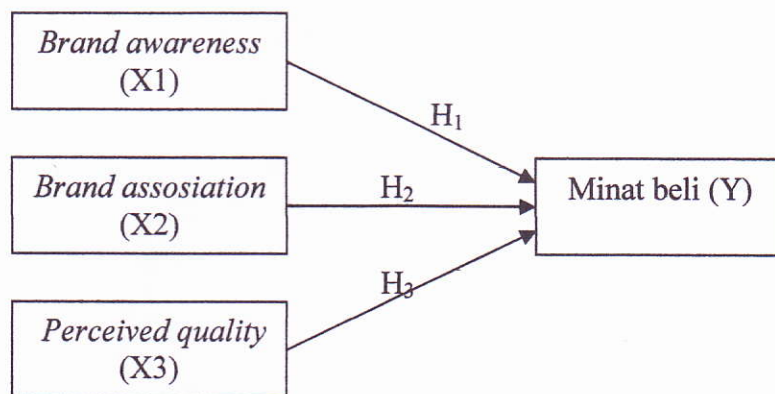 Brand awareness
(X1)
H1
Brand assosiation
(X2)
H2
Minat beli (Y)
H3
Perceived quality
(X3)